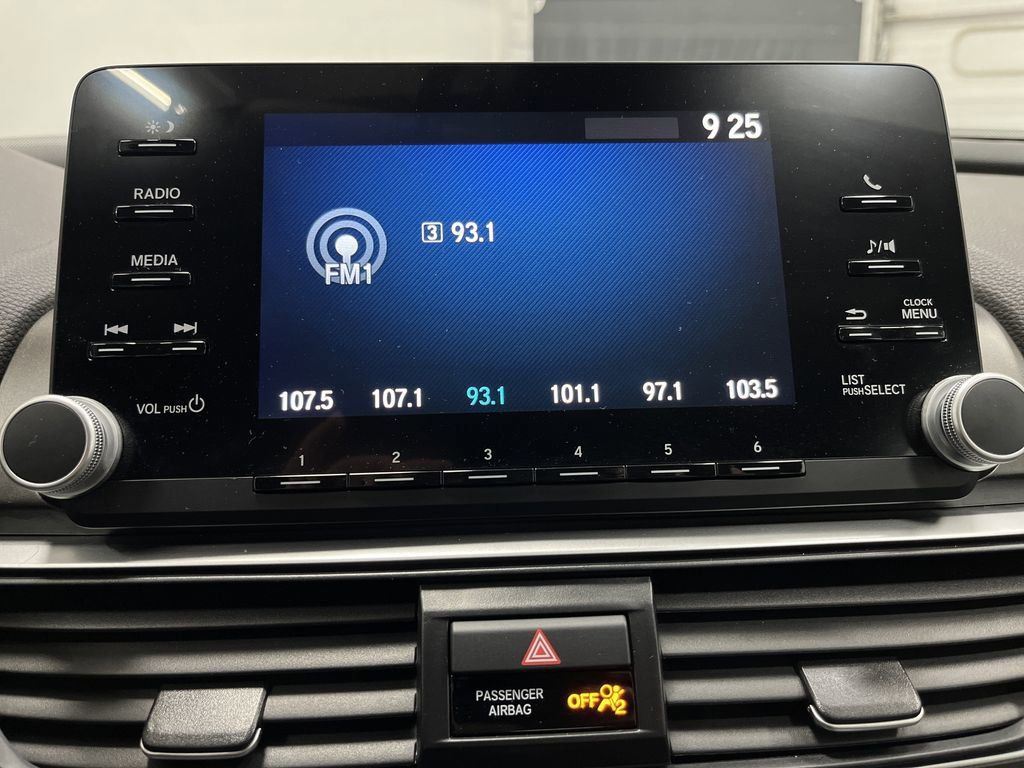 9 25
RADIO
MEDIA
VOL PUSH
FM1
3 93.1
107.5 107.1 93.1 101.1 97.1 103.5
1 2 3 4 5 6
CLOCK
MENU
LIST
PUSH SELECT
PASSENGER
AIRBAG
OFF 2